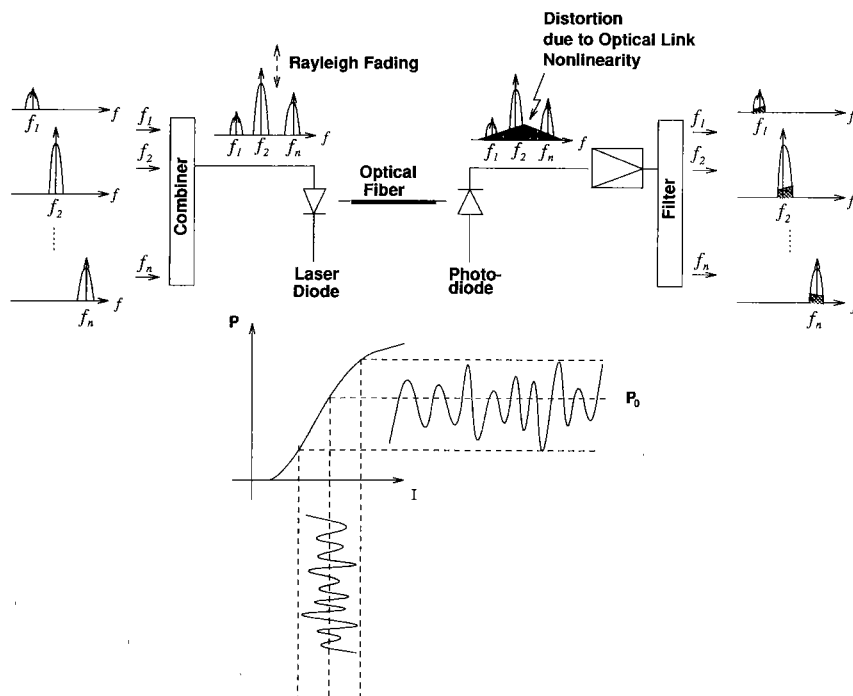 Distortion
due to Optical Link
Nonlinearity
Rayleigh Fading
f
f₁
f₁
f₁ f₂ fₙ f
f₁ f₂ fₙ f
f₁
f₁
f
f₂
f₂
f
f₂
f₂
f
Combiner
Optical
Fiber
Filter
fₙ
fₙ
f
Laser
Diode
Photo-
diode
fₙ
fₙ
f
P
P₀
I